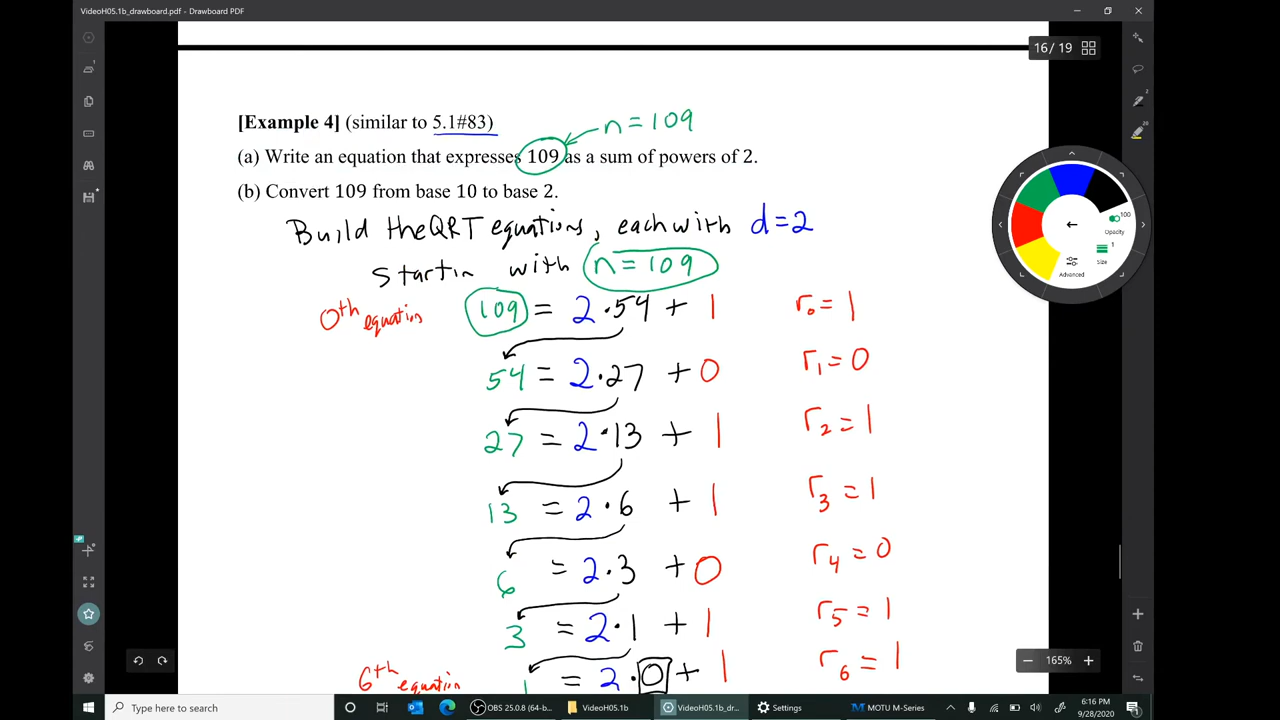 VideoH05.1b_drawboard.pdf - Drawboard PDF
16 / 19
[Example 4] (similar to 5.1#83)
n = 109
(a) Write an equation that expresses 109 as a sum of powers of 2.
(b) Convert 109 from base 10 to base 2.
Build the QRT equations, each with d=2
startin with n = 109
0th equation 109 = 2·54 + 1 r0 = 1
54 = 2·27 + 0 r1 = 0
27 = 2·13 + 1 r2 = 1
13 = 2·6 + 1 r3 = 1
6 = 2·3 + 0 r4 = 0
3 = 2·1 + 1 r5 = 1
6th equation 1 = 2·0 + 1 r6 = 1
100
Opacity
1
Size
Advanced
165%
Type here to search
OBS 25.0.8 (64-b...
VideoH05.1b
VideoH05.1b_dr...
Settings
MOTU M-Series
6:16 PM
9/28/2020